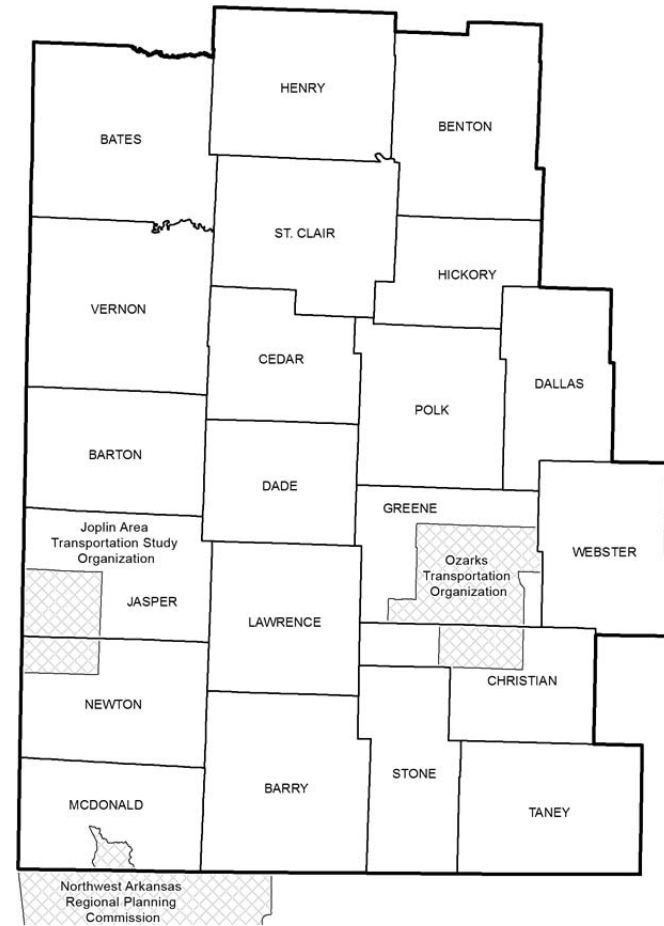 HENRY
BATES
BENTON
ST. CLAIR
HICKORY
VERNON
CEDAR
DALLAS
POLK
BARTON
DADE
GREENE
Joplin Area
Transportation Study
Organization
Ozarks
Transportation
Organization
WEBSTER
JASPER
LAWRENCE
CHRISTIAN
NEWTON
STONE
BARRY
MCDONALD
TANEY
Northwest Arkansas
Regional Planning
Commission